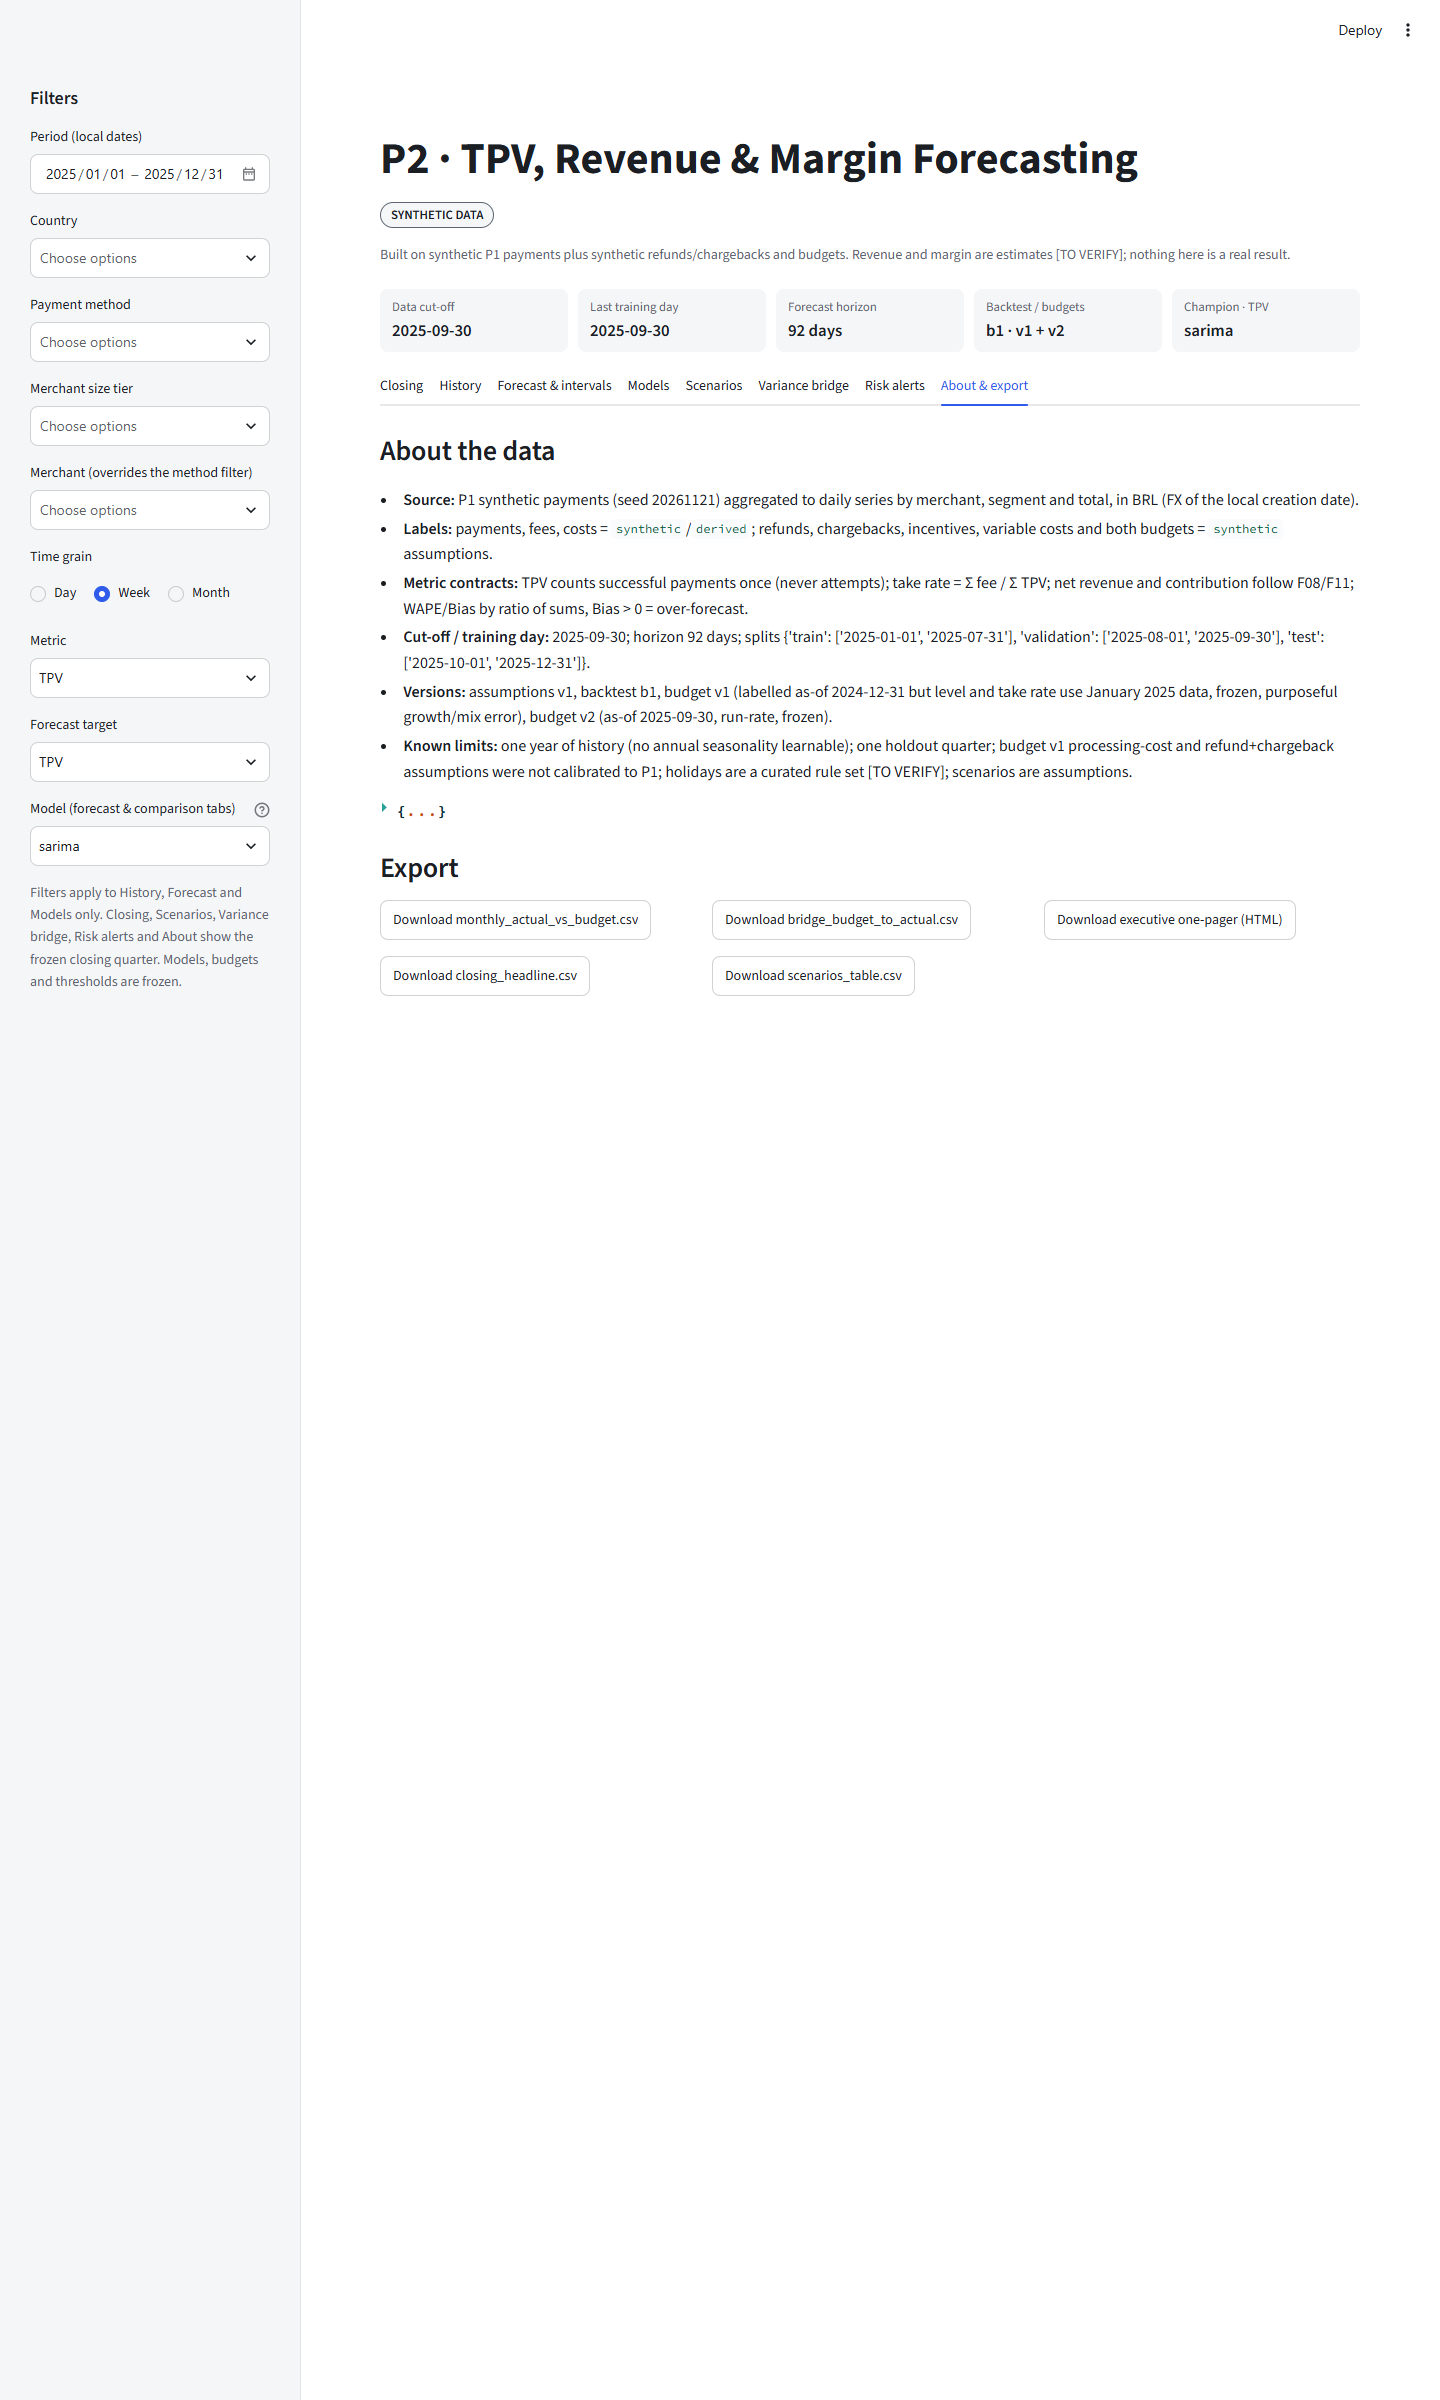 Deploy
Filters
Period (local dates)
2025/01/01 – 2025/12/31
Country
Choose options
Payment method
Choose options
Merchant size tier
Choose options
Merchant (overrides the method filter)
Choose options
Time grain
Day Week Month
Metric
TPV
Forecast target
TPV
Model (forecast & comparison tabs)
sarima
Filters apply to History, Forecast and
Models only. Closing, Scenarios, Variance
bridge, Risk alerts and About show the
frozen closing quarter. Models, budgets
and thresholds are frozen.
P2 · TPV, Revenue & Margin Forecasting
SYNTHETIC DATA
Built on synthetic P1 payments plus synthetic refunds/chargebacks and budgets. Revenue and margin are estimates [TO VERIFY]; nothing here is a real result.
Data cut-off
2025-09-30
Last training day
2025-09-30
Forecast horizon
92 days
Backtest / budgets
b1 · v1 + v2
Champion · TPV
sarima
Closing History Forecast & intervals Models Scenarios Variance bridge Risk alerts About & export
About the data
• Source: P1 synthetic payments (seed 20261121) aggregated to daily series by merchant, segment and total, in BRL (FX of the local creation date).
• Labels: payments, fees, costs = synthetic / derived ; refunds, chargebacks, incentives, variable costs and both budgets = synthetic
assumptions.
• Metric contracts: TPV counts successful payments once (never attempts); take rate = Σ fee / Σ TPV; net revenue and contribution follow F08/F11;
WAPE/Bias by ratio of sums, Bias > 0 = over-forecast.
• Cut-off / training day: 2025-09-30; horizon 92 days; splits {'train': ['2025-01-01', '2025-07-31'], 'validation': ['2025-08-01', '2025-09-30'], 'test':
['2025-10-01', '2025-12-31']}.
• Versions: assumptions v1, backtest b1, budget v1 (labelled as-of 2024-12-31 but level and take rate use January 2025 data, frozen, purposeful
growth/mix error), budget v2 (as-of 2025-09-30, run-rate, frozen).
• Known limits: one year of history (no annual seasonality learnable); one holdout quarter; budget v1 processing-cost and refund+chargeback
assumptions were not calibrated to P1; holidays are a curated rule set [TO VERIFY]; scenarios are assumptions.
{...}
Export
Download monthly_actual_vs_budget.csv
Download bridge_budget_to_actual.csv
Download executive one-pager (HTML)
Download closing_headline.csv
Download scenarios_table.csv